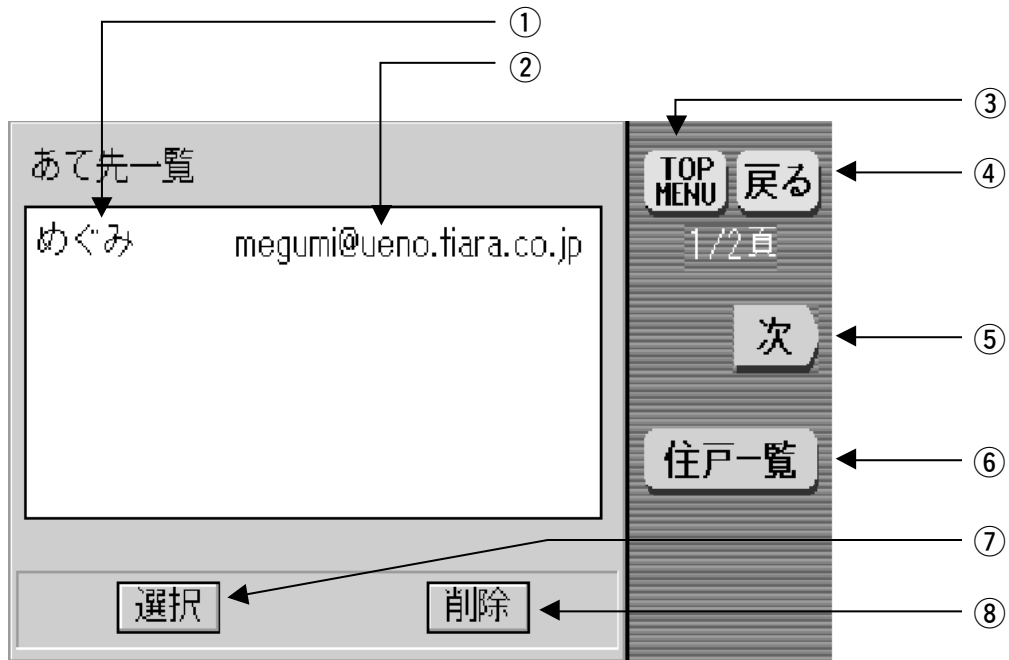 ①
②
③
あて先一覧
TOP
MENU
戻る
④
めぐみ megumi@ueno.tiara.co.jp
1/2頁
次
⑤
住戸一覧
⑥
⑦
選択
削除
⑧